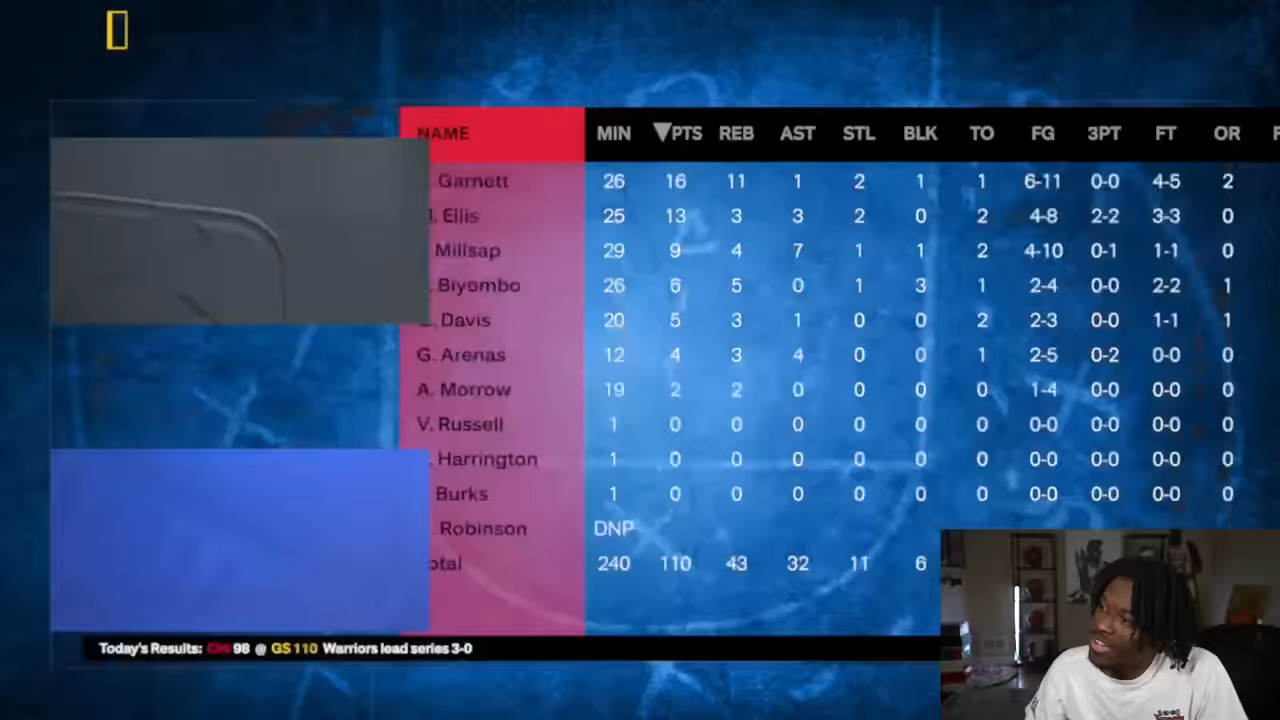 NAME MIN ▼PTS REB AST STL BLK TO FG 3PT FT OR
Garnett 26 16 11 1 2 1 1 6-11 0-0 4-5 2
Ellis 25 13 3 3 2 0 2 4-8 2-2 3-3 0
Millsap 29 9 4 7 1 1 2 4-10 0-1 1-1 0
Biyombo 26 6 5 0 1 3 1 2-4 0-0 2-2 1
Davis 20 5 3 1 0 0 2 2-3 0-0 1-1 1
G. Arenas 12 4 3 4 0 0 1 2-5 0-2 0-0 0
A. Morrow 19 2 2 0 0 0 0 1-4 0-0 0-0 0
V. Russell 1 0 0 0 0 0 0 0-0 0-0 0-0 0
Harrington 1 0 0 0 0 0 0 0-0 0-0 0-0 0
Burks 1 0 0 0 0 0 0 0-0 0-0 0-0 0
Robinson DNP
otal 240 110 43 32 11 6
Today's Results: CHI 98 @ GS 110 Warriors lead series 3-0